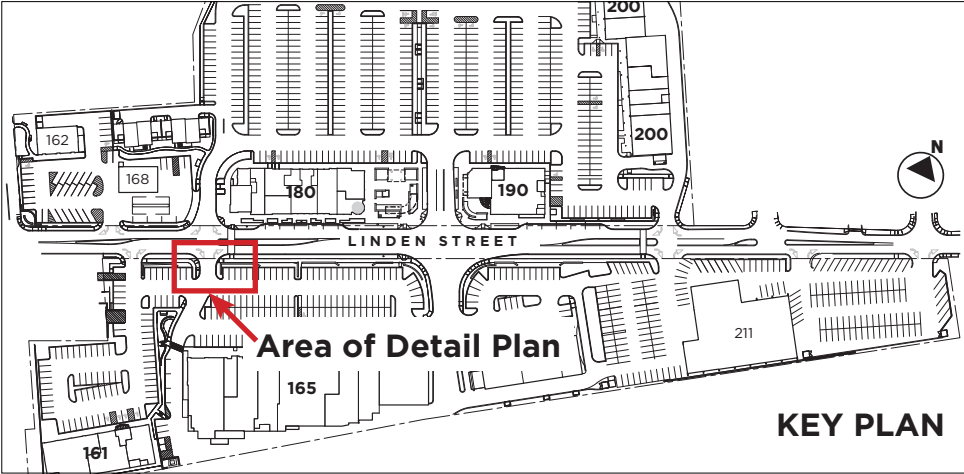 200
200
162
168
180
190
N
LINDEN STREET
Area of Detail Plan
211
165
161
KEY PLAN